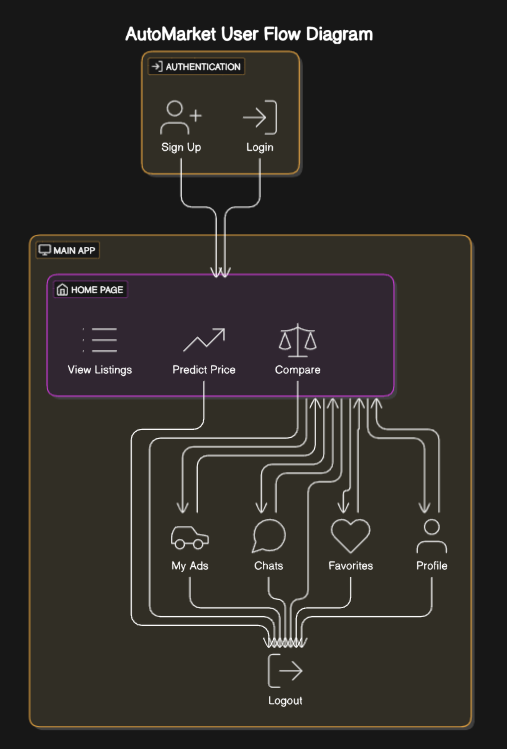 AutoMarket User Flow Diagram
AUTHENTICATION
Sign Up
Login
MAIN APP
HOME PAGE
View Listings
Predict Price
Compare
My Ads
Chats
Favorites
Profile
Logout